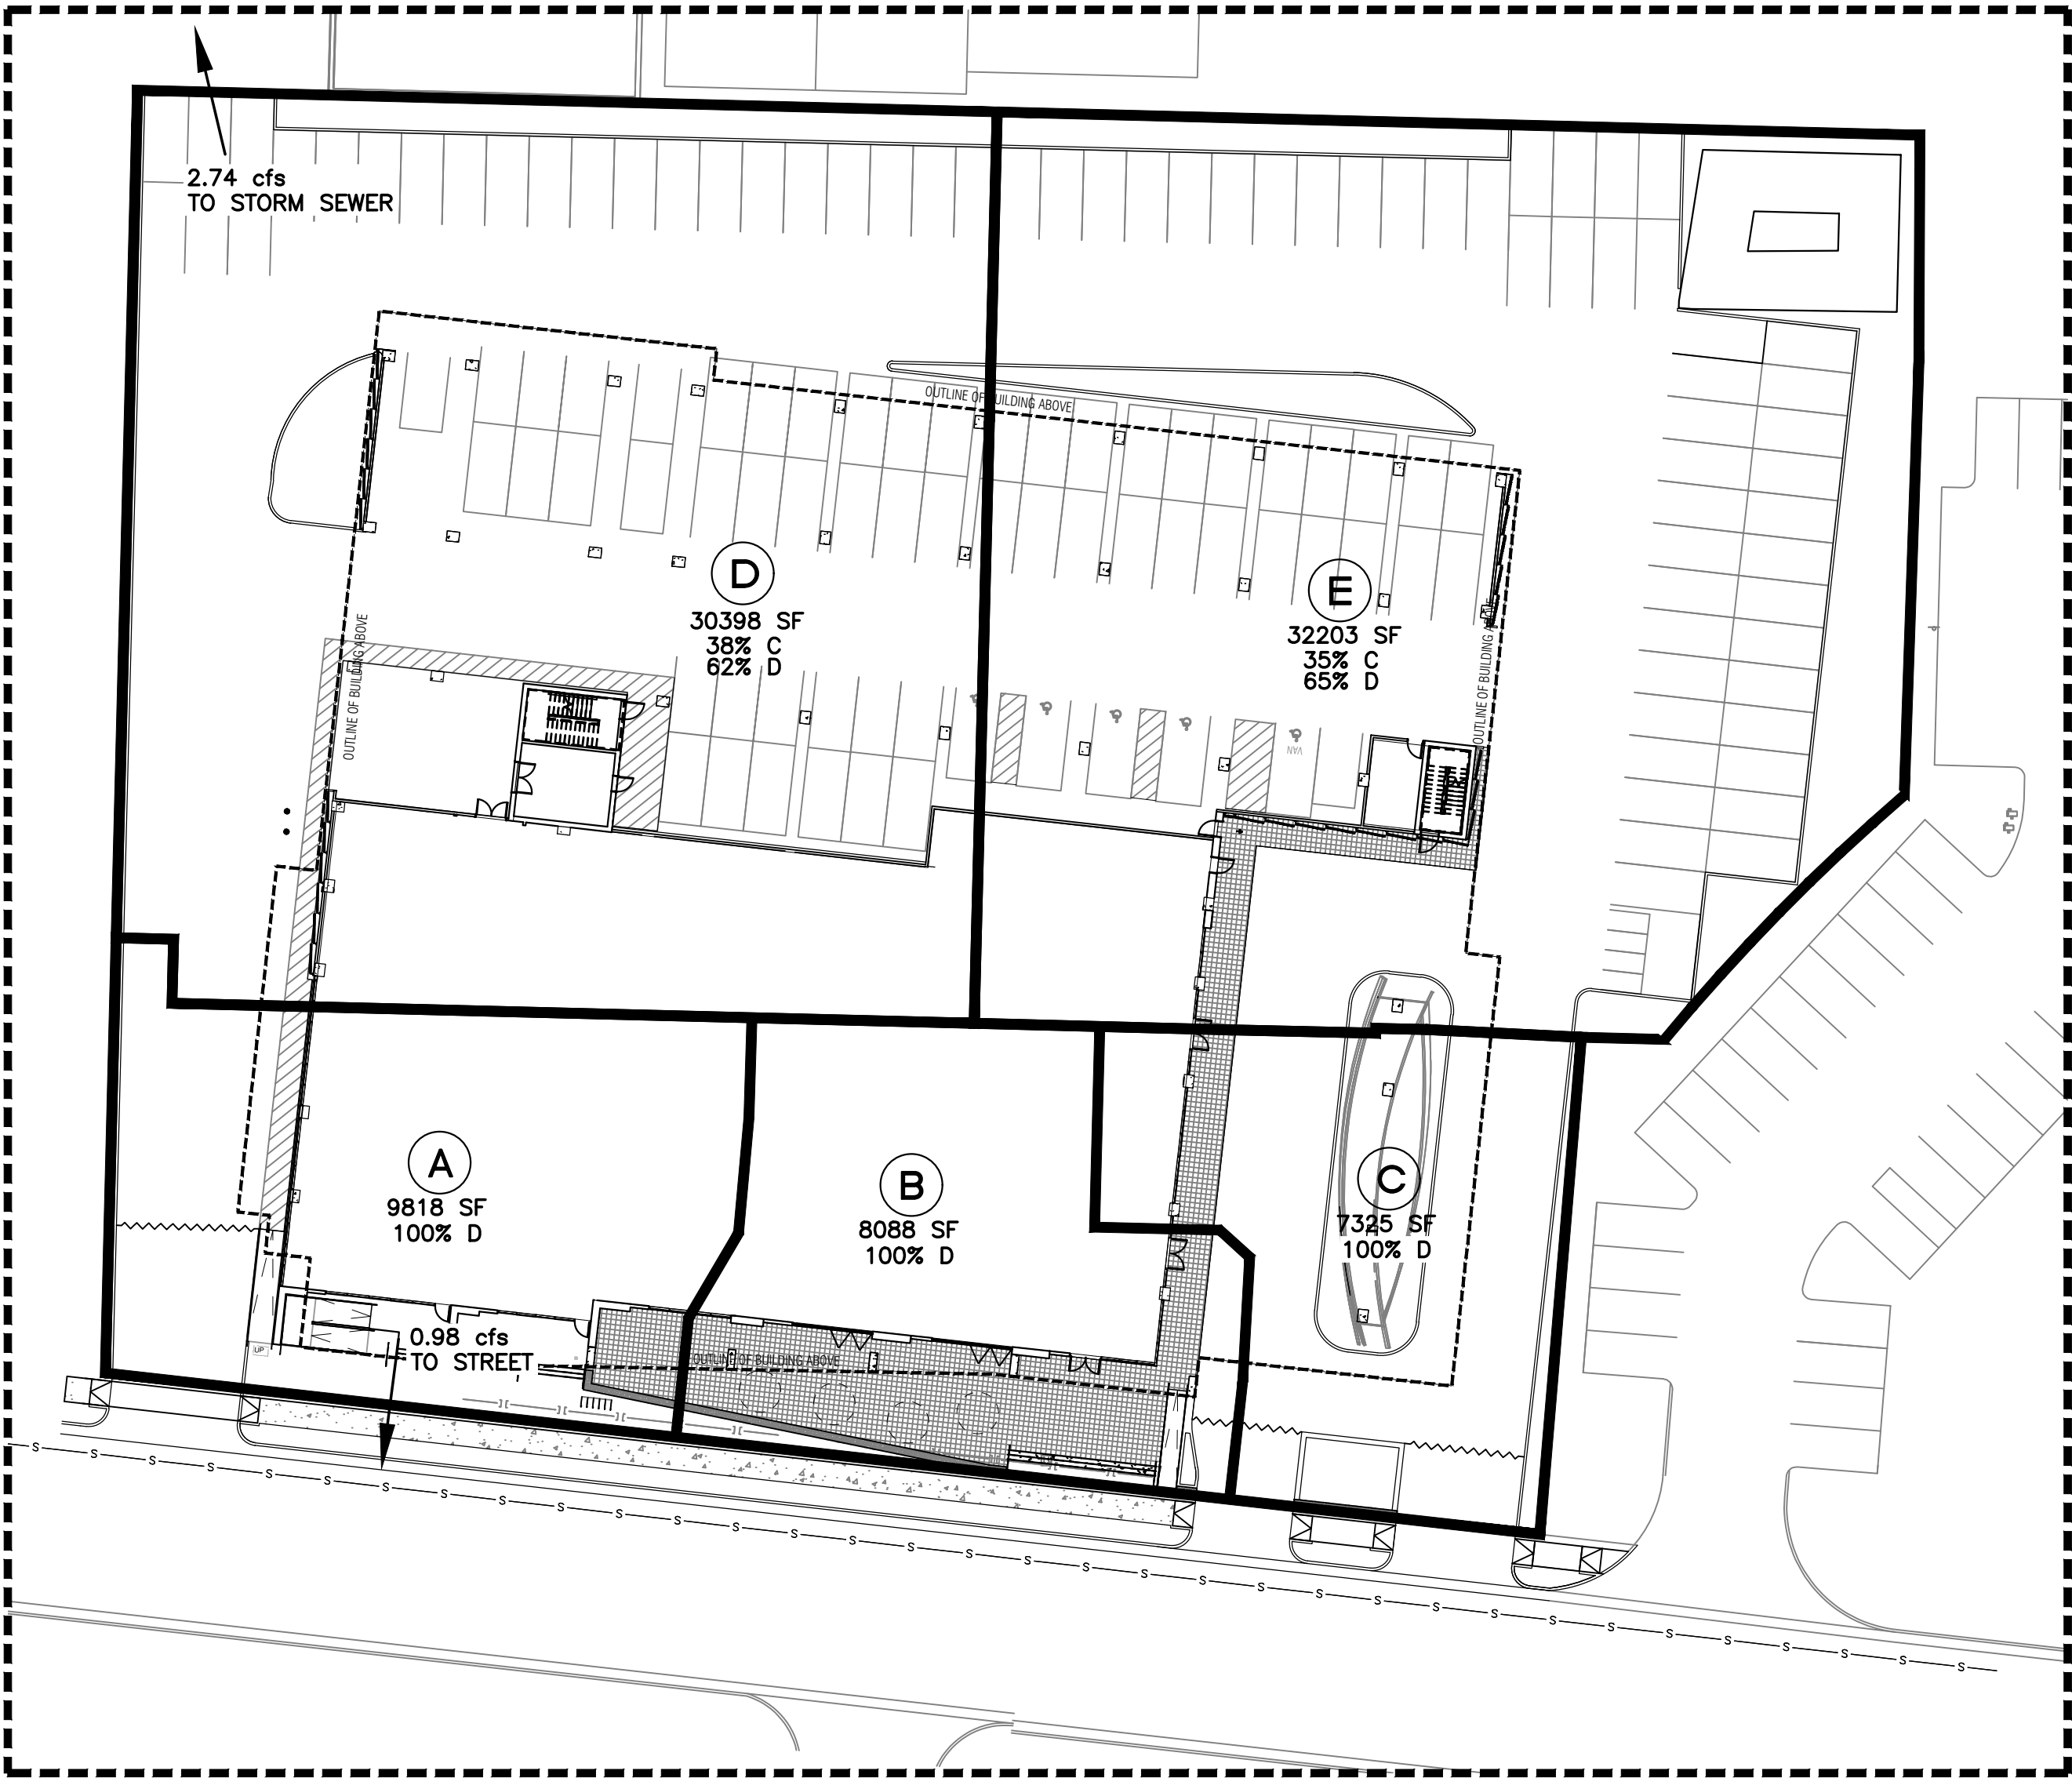 2.74 cfs
TO STORM SEWER
OUTLINE OF BUILDING ABOVE
D
30398 SF
38% C
62% D
E
32203 SF
35% C
65% D
OUTLINE OF BUILDING ABOVE
OUTLINE OF BUILDING ABOVE
VAN
A
9818 SF
100% D
B
8088 SF
100% D
C
7325 SF
100% D
0.98 cfs
TO STREET
UP
OUTLINE OF BUILDING ABOVE
S S S S S S S S S S S S S S S S S S S S S S S S S S S S S S S S S S